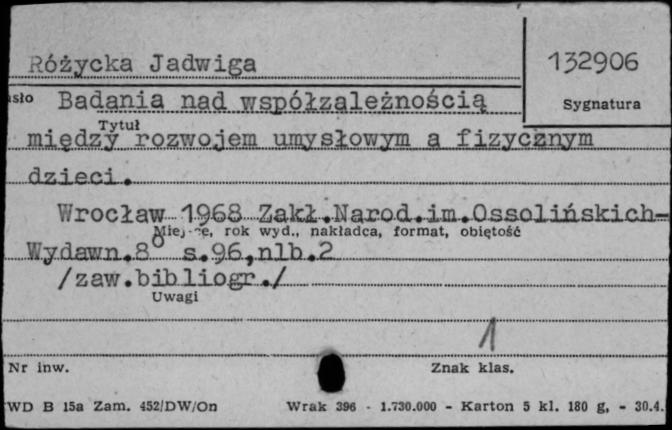 Różycka Jadwiga
132906
Sygnatura
sło Badania nad współzależnością
Tytuł
między rozwojem umysłowym a fizycznym
dzieci.
Wrocław 1968 Zakł.Narod.im.Ossolińskich-
Miejsce, rok wyd., nakładca, format, obiętość
Wydawn.8° s.96,nlb.2
/zaw.bibliogr./
Uwagi
1
Nr inw.
Znak klas.
WD B 15a Zam. 452/DW/On Wrak 396 - 1.730.000 - Karton 5 kl. 180 g, - 30.4.